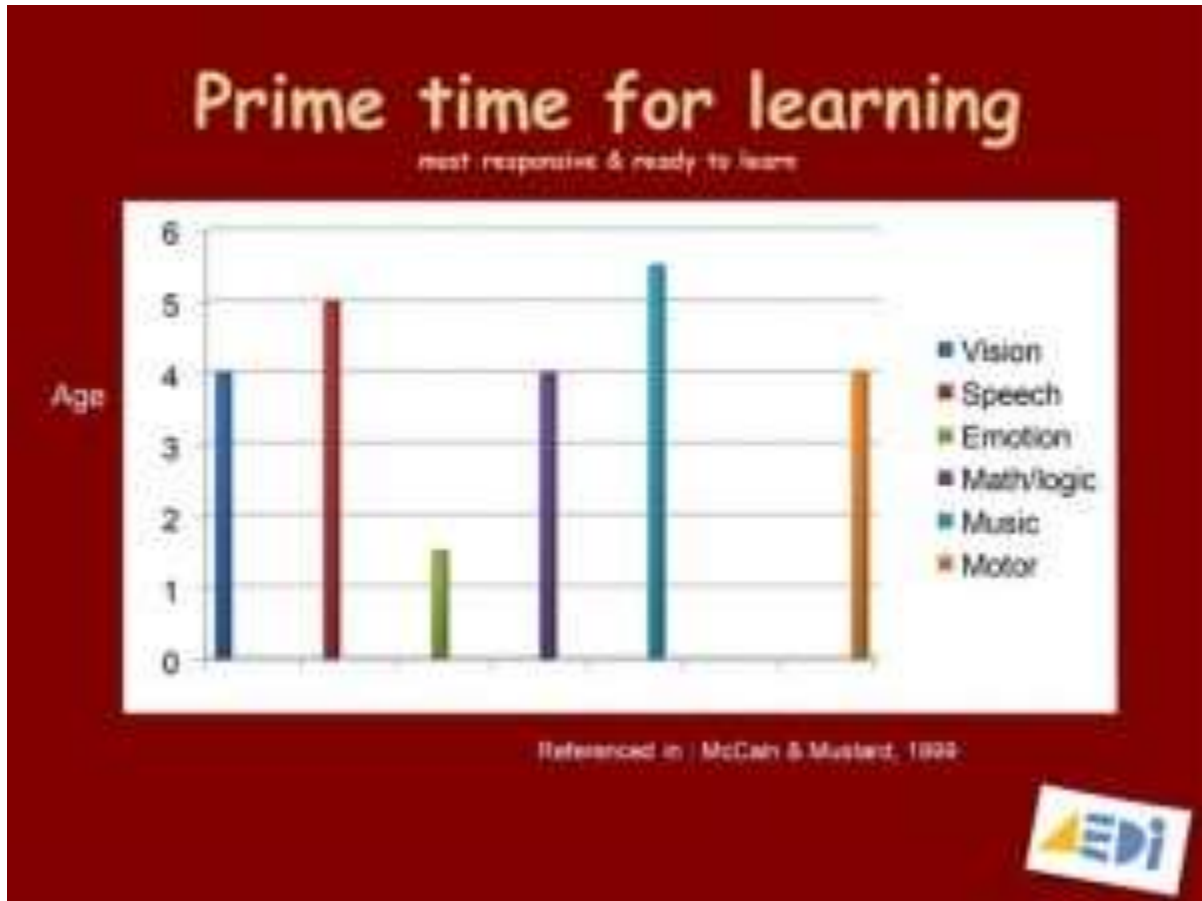 Prime time for learning
most responsive & ready to learn
6
5
4
3
2
1
0
Age
Vision
Speech
Emotion
Math/logic
Music
Motor
Referenced in : McCain & Mustard, 1999
AEDi